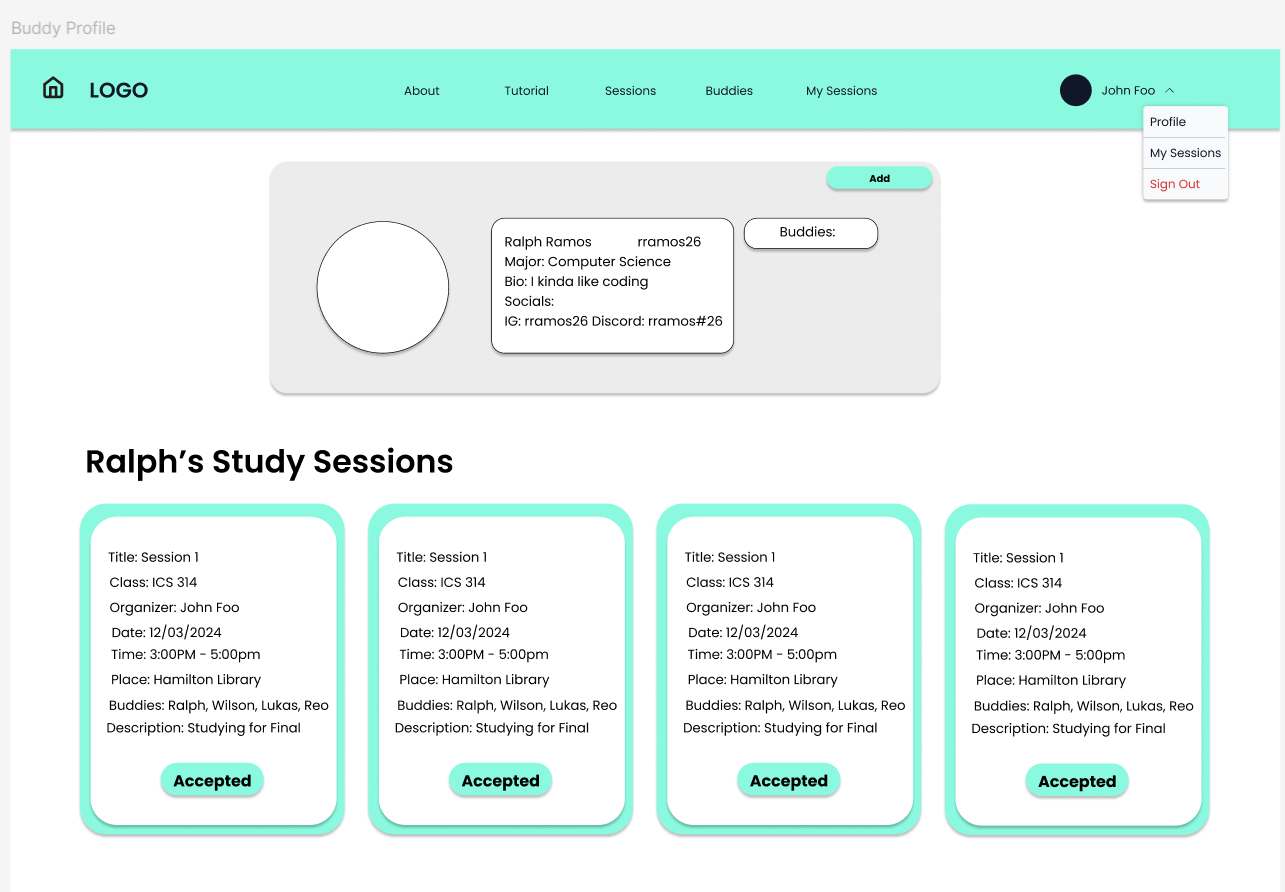 Buddy Profile
LOGO About Tutorial Sessions Buddies My Sessions John Foo
Profile
My Sessions
Sign Out
Add
Ralph Ramos rramos26
Major: Computer Science
Bio: I kinda like coding
Socials:
IG: rramos26 Discord: rramos#26
Buddies:
Ralph’s Study Sessions
Title: Session 1
Class: ICS 314
Organizer: John Foo
Date: 12/03/2024
Time: 3:00PM - 5:00pm
Place: Hamilton Library
Buddies: Ralph, Wilson, Lukas, Reo
Description: Studying for Final
Accepted
Title: Session 1
Class: ICS 314
Organizer: John Foo
Date: 12/03/2024
Time: 3:00PM - 5:00pm
Place: Hamilton Library
Buddies: Ralph, Wilson, Lukas, Reo
Description: Studying for Final
Accepted
Title: Session 1
Class: ICS 314
Organizer: John Foo
Date: 12/03/2024
Time: 3:00PM - 5:00pm
Place: Hamilton Library
Buddies: Ralph, Wilson, Lukas, Reo
Description: Studying for Final
Accepted
Title: Session 1
Class: ICS 314
Organizer: John Foo
Date: 12/03/2024
Time: 3:00PM - 5:00pm
Place: Hamilton Library
Buddies: Ralph, Wilson, Lukas, Reo
Description: Studying for Final
Accepted